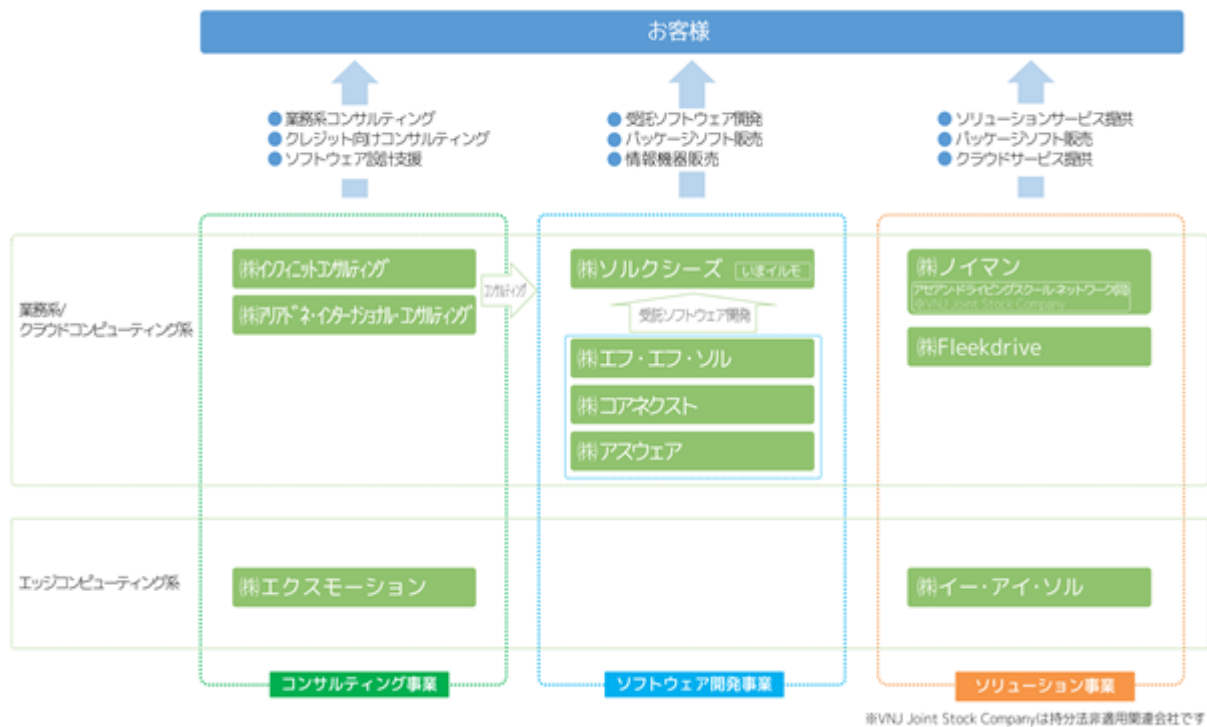 お客様
●業務系コンサルティング
●クレジット向けコンサルティング
●ソフトウェア設計支援
●受託ソフトウェア開発
●パッケージソフト販売
●情報機器販売
●ソリューションサービス提供
●パッケージソフト販売
●クラウドサービス提供
業務系/
クラウドコンピューティング系
㈱インフィニットコンサルティング
㈱アリアドネ・インターナショナル・コンサルティング
コンサルティング
㈱ソルクシーズ いまイルモ
受託ソフトウェア開発
㈱エフ・エフ・ソル
㈱コアネクスト
㈱アスウェア
㈱ノイマン
アセアン・ドライビングスクール・ネットワーク㈲
※VNJ Joint Stock Company
㈱Fleekdrive
エッジコンピューティング系
㈱エクスモーション
㈱イー・アイ・ソル
コンサルティング事業
ソフトウェア開発事業
ソリューション事業
※VNJ Joint Stock Companyは持分法非適用関連会社です